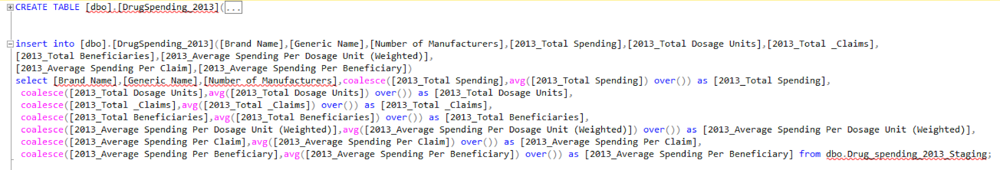 CREATE TABLE [dbo].[DrugSpending_2013](...
insert into [dbo].[DrugSpending_2013]([Brand Name],[Generic Name],[Number of Manufacturers],[2013_Total Spending],[2013_Total Dosage Units],[2013_Total _Claims],
[2013_Total Beneficiaries],[2013_Average Spending Per Dosage Unit (Weighted)],
[2013_Average Spending Per Claim],[2013_Average Spending Per Beneficiary])
select [Brand Name],[Generic Name],[Number of Manufacturers],coalesce([2013_Total Spending],avg([2013_Total Spending]) over()) as [2013_Total Spending],
coalesce([2013_Total Dosage Units],avg([2013_Total Dosage Units]) over()) as [2013_Total Dosage Units],
coalesce([2013_Total _Claims],avg([2013_Total _Claims]) over()) as [2013_Total _Claims],
coalesce([2013_Total Beneficiaries],avg([2013_Total Beneficiaries]) over()) as [2013_Total Beneficiaries],
coalesce([2013_Average Spending Per Dosage Unit (Weighted)],avg([2013_Average Spending Per Dosage Unit (Weighted)]) over()) as [2013_Average Spending Per Dosage Unit (Weighted)],
coalesce([2013_Average Spending Per Claim],avg([2013_Average Spending Per Claim]) over()) as [2013_Average Spending Per Claim],
coalesce([2013_Average Spending Per Beneficiary],avg([2013_Average Spending Per Beneficiary]) over()) as [2013_Average Spending Per Beneficiary] from dbo.Drug_spending_2013_Staging;